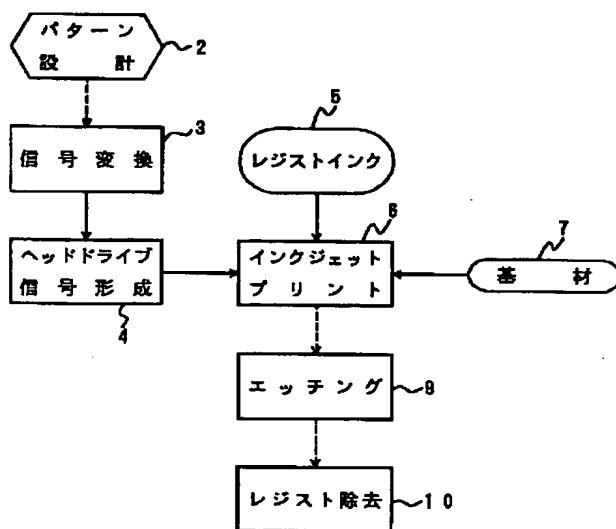 パターン
設計
2
信号変換
3
ヘッドドライブ
信号形成
4
5
レジストインク
6
インクジェット
プリント
7
基材
エッチング
9
レジスト除去
10